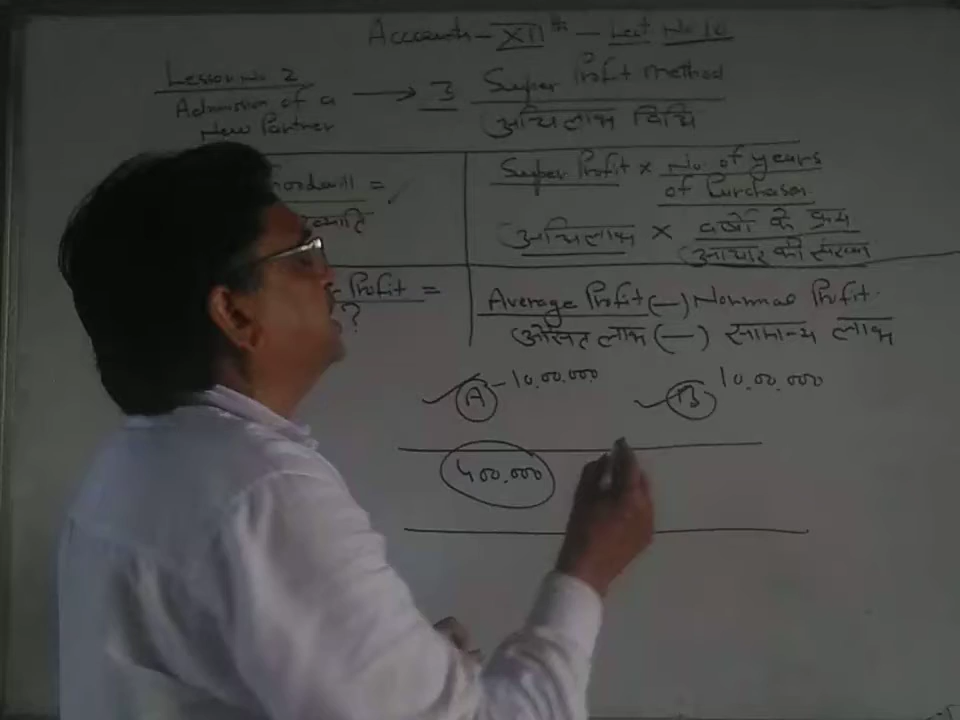 Accounts - XIIth - Lect No 10
Lesson No 2
Admission of a
New Partner
3
Super Profit Method
अधिलाभ विधि
Goodwill =
ख्याति
Super Profit × No. of years
of Purchases
अधिलाभ × वर्षो के क्रय
आधार की संख्या
Profit =
?
Average Profit (-) Normal Profit
औसत लाभ (-) सामान्य लाभ
A - 10,00,000
B 10,00,000
400,000